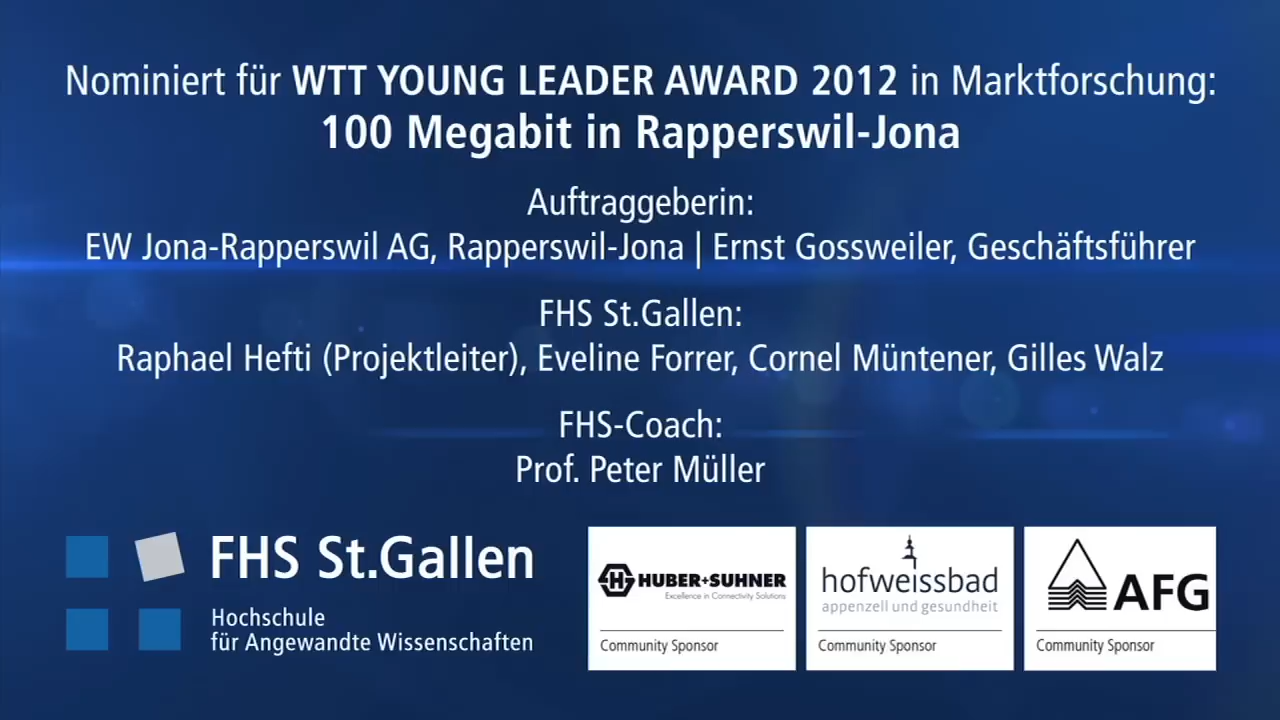 Nominiert für WTT YOUNG LEADER AWARD 2012 in Marktforschung:
100 Megabit in Rapperswil-Jona
Auftraggeberin:
EW Jona-Rapperswil AG, Rapperswil-Jona | Ernst Gossweiler, Geschäftsführer
FHS St.Gallen:
Raphael Hefti (Projektleiter), Eveline Forrer, Cornel Müntener, Gilles Walz
FHS-Coach:
Prof. Peter Müller
FHS St.Gallen
Hochschule
für Angewandte Wissenschaften
H HUBER+SUHNER
Excellence in Connectivity Solutions
Community Sponsor
hofweissbad
appenzell und gesundheit
Community Sponsor
AFG
Community Sponsor